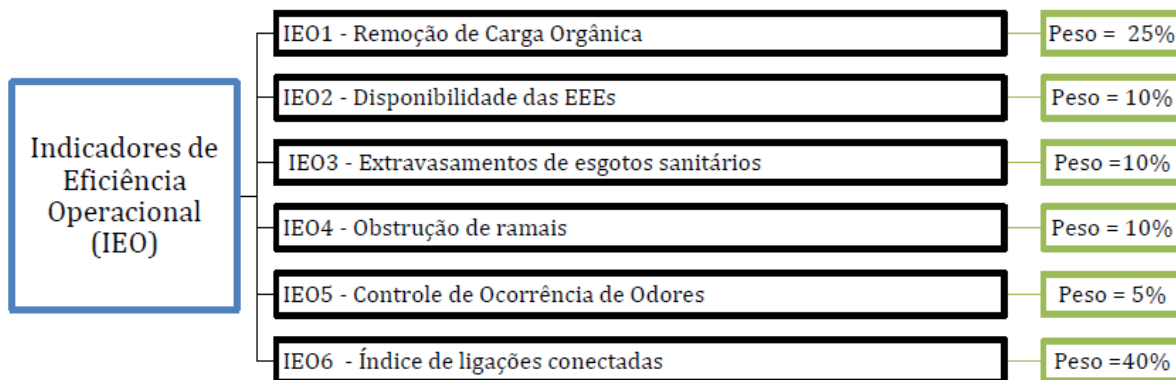 Indicadores de
Eficiência
Operacional
(IEO)
IEO1 - Remoção de Carga Orgânica
Peso = 25%
IEO2 - Disponibilidade das EEEs
Peso = 10%
IEO3 - Extravasamentos de esgotos sanitários
Peso =10%
IEO4 - Obstrução de ramais
Peso = 10%
IEO5 - Controle de Ocorrência de Odores
Peso = 5%
IEO6 - Índice de ligações conectadas
Peso =40%